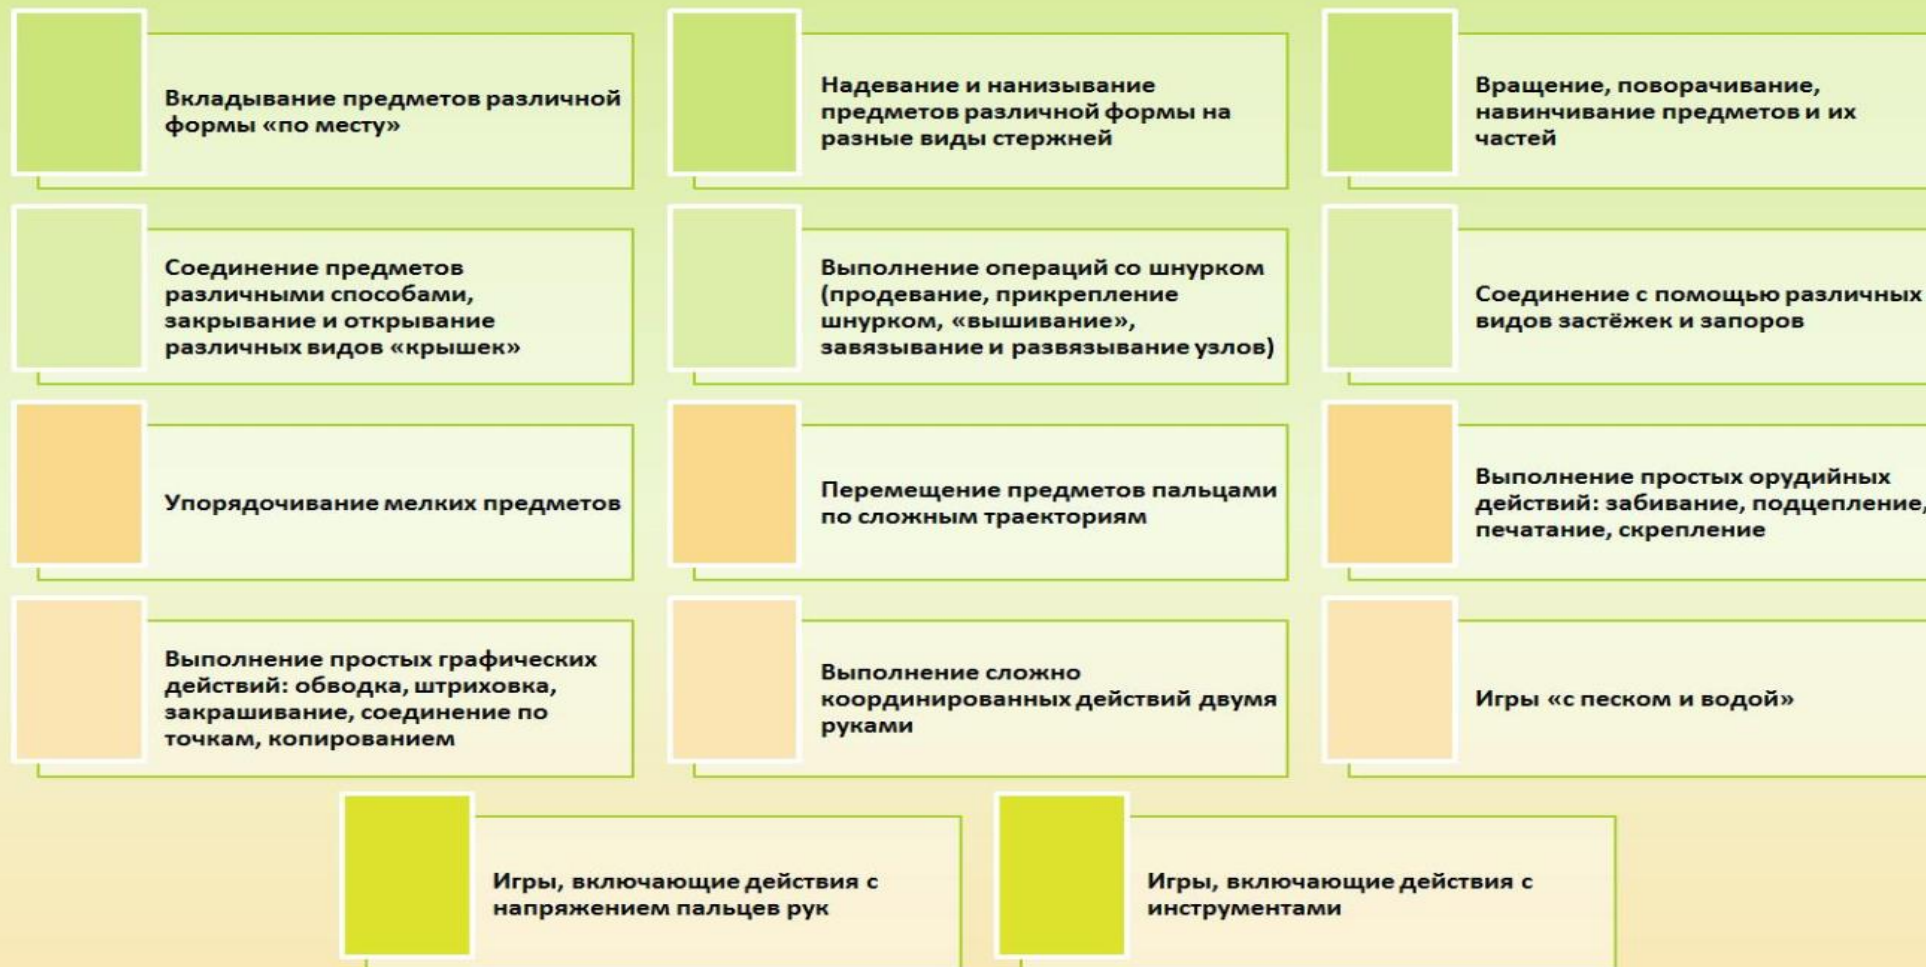 Вкладывание предметов различной
формы «по месту»
Надевание и нанизывание
предметов различной формы на
разные виды стержней
Вращение, поворачивание,
навинчивание предметов и их
частей
Соединение предметов
различными способами,
закрывание и открывание
различных видов «крышек»
Выполнение операций со шнурком
(продевание, прикрепление
шнурком, «вышивание»,
завязывание и развязывание узлов)
Соединение с помощью различных
видов застёжек и запоров
Упорядочивание мелких предметов
Перемещение предметов пальцами
по сложным траекториям
Выполнение простых орудийных
действий: забивание, подцепление,
печатание, скрепление
Выполнение простых графических
действий: обводка, штриховка,
закрашивание, соединение по
точкам, копированием
Выполнение сложно
координированных действий двумя
руками
Игры «с песком и водой»
Игры, включающие действия с
напряжением пальцев рук
Игры, включающие действия с
инструментами